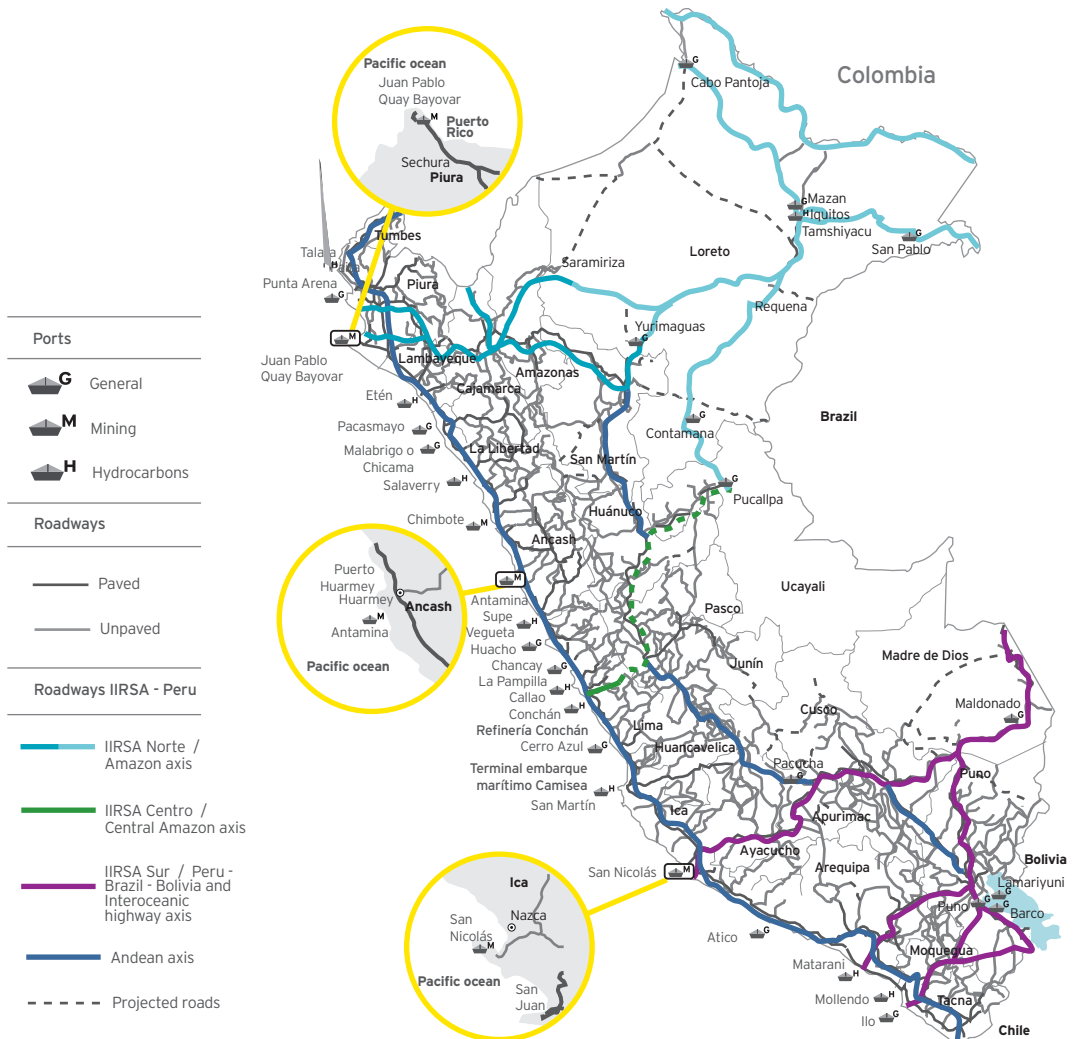 Ports
G
General
M
Mining
H
Hydrocarbons
Roadways
Paved
Unpaved
Roadways IIRSA - Peru
IIRSA Norte /
Amazon axis
IIRSA Centro /
Central Amazon axis
IIRSA Sur / Peru -
Brazil - Bolivia and
Interoceanic
highway axis
Andean axis
Projected roads
Pacific ocean
Juan Pablo
Quay Bayovar
M
Puerto
Rico
Sechura
Piura
Colombia
G
Cabo Pantoja
G
Mazan
H
Iquitos
Tamshiyacu
G
San Pablo
Loreto
Tumbes
Talara
H
Paita
Punta Arena
G
Piura
Saramiriza
Requena
Yurimaguas
G
M
Juan Pablo
Quay Bayovar
Lambayeque
Amazonas
Cajamarca
Etén
H
Brazil
G
Contamana
Pacasmayo
G
Malabrigo o
Chicama
G
La Libertad
San Martín
Salaverry
H
G
Pucallpa
Huánuco
Chimbote
M
Ancash
Puerto
Huarmey
Huarmey
Ancash
M
Antamina
Pacific ocean
M
Antamina
Supe
H
Vegueta
Huacho
G
Chancay
G
La Pampilla
H
Callao
Conchán
H
Refinería Conchán
Cerro Azul
G
Terminal embarque
marítimo Camisea
H
San Martín
Ucayali
Pasco
Junín
Madre de Dios
Maldonado
G
Cusco
Lima
Huancavelica
Pacucha
G
Puno
Ica
Apurimac
Ayacucho
Arequipa
San Nicolás
M
Bolivia
Lamariyuni
G
Puno
G
G
Barco
Ica
Nazca
San
Nicolás
M
Pacific ocean
San
Juan
Atico
G
Moquegua
Matarani
H
Mollendo
H
Ilo
G
Tacna
Chile